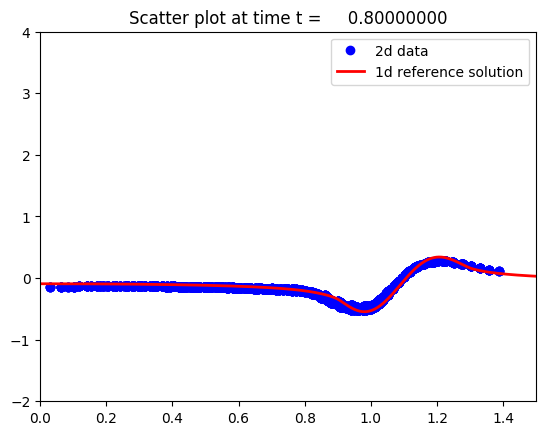 Scatter plot at time t =     0.80000000
2d data
1d reference solution
4
3
2
1
0
−1
−2
0.0 0.2 0.4 0.6 0.8 1.0 1.2 1.4